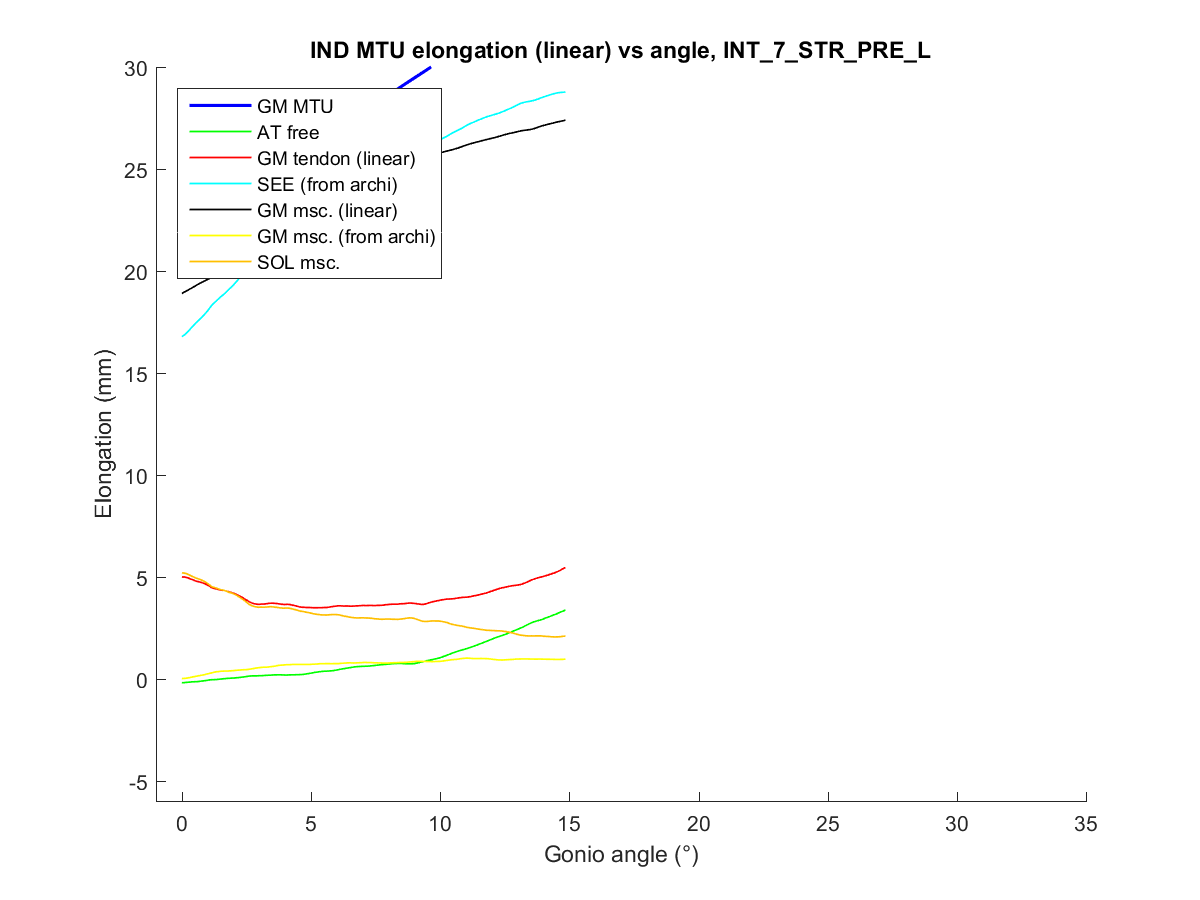 IND MTU elongation (linear) vs angle, INT_7_STR_PRE_L
30
25
20
15
10
5
0
-5
Elongation (mm)
GM MTU
AT free
GM tendon (linear)
SEE (from archi)
GM msc. (linear)
GM msc. (from archi)
SOL msc.
0 5 10 15 20 25 30 35
Gonio angle (°)